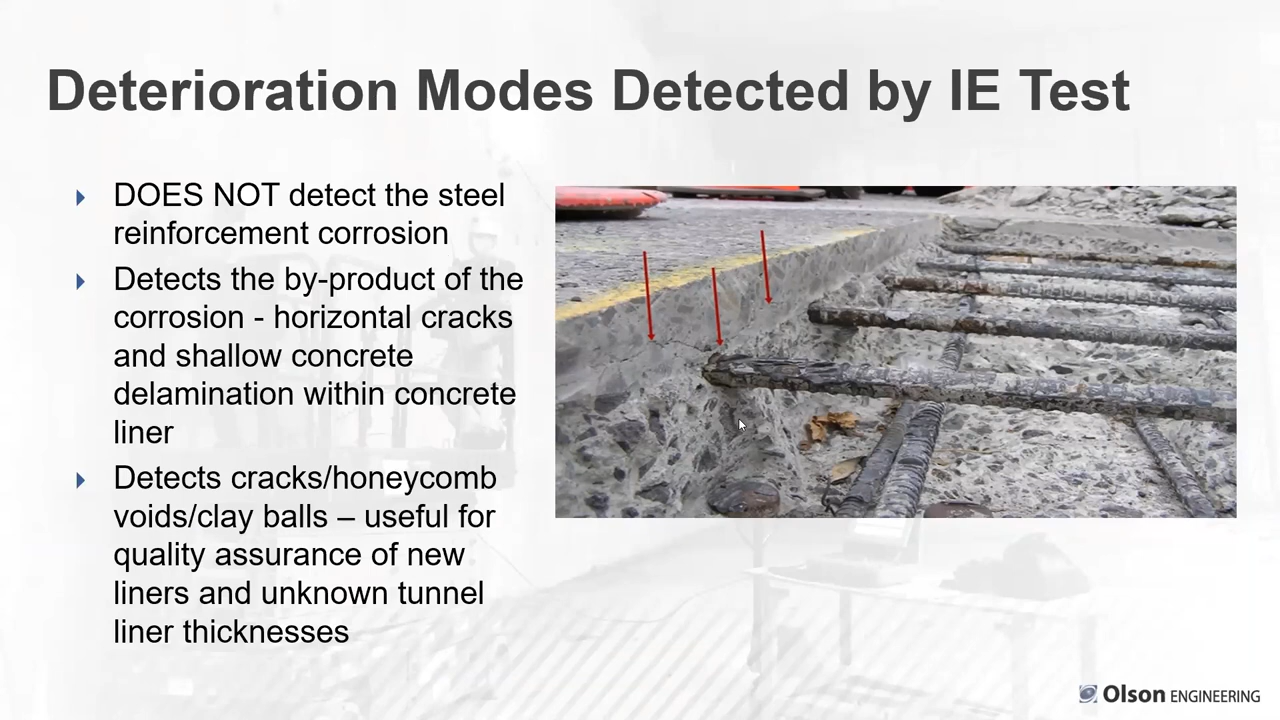 Deterioration Modes Detected by IE Test
DOES NOT detect the steel
reinforcement corrosion
Detects the by-product of the
corrosion - horizontal cracks
and shallow concrete
delamination within concrete
liner
Detects cracks/honeycomb
voids/clay balls – useful for
quality assurance of new
liners and unknown tunnel
liner thicknesses
Olson ENGINEERING